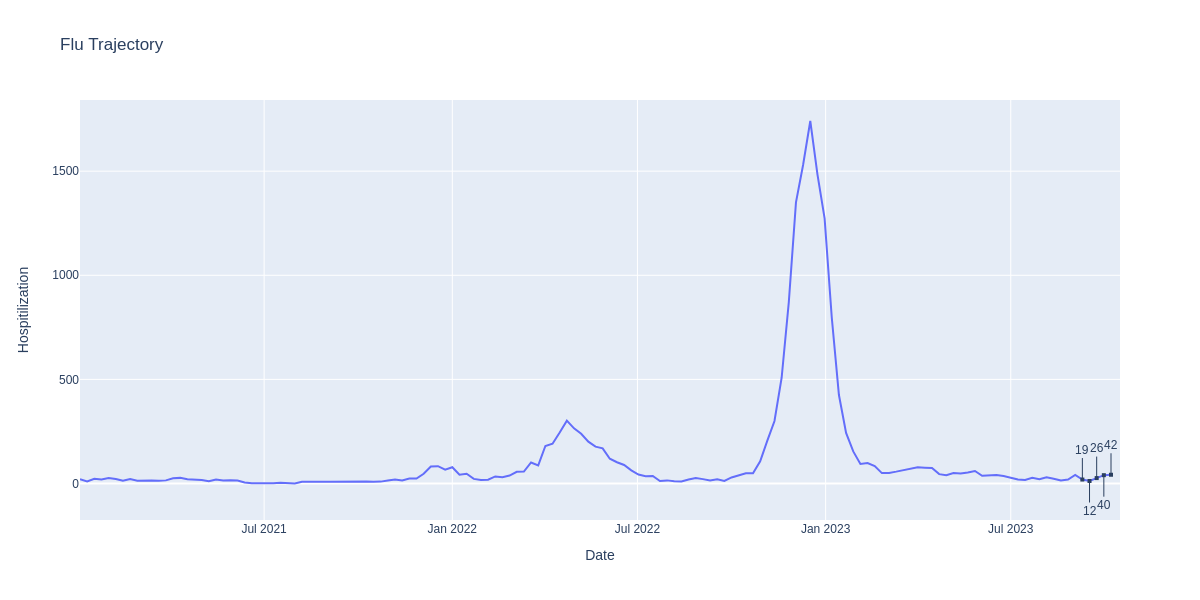 Flu Trajectory
Hospitilization
1500
1000
500
0
19
12
26
40
42
Jul 2021
Jan 2022
Jul 2022
Jan 2023
Jul 2023
Date